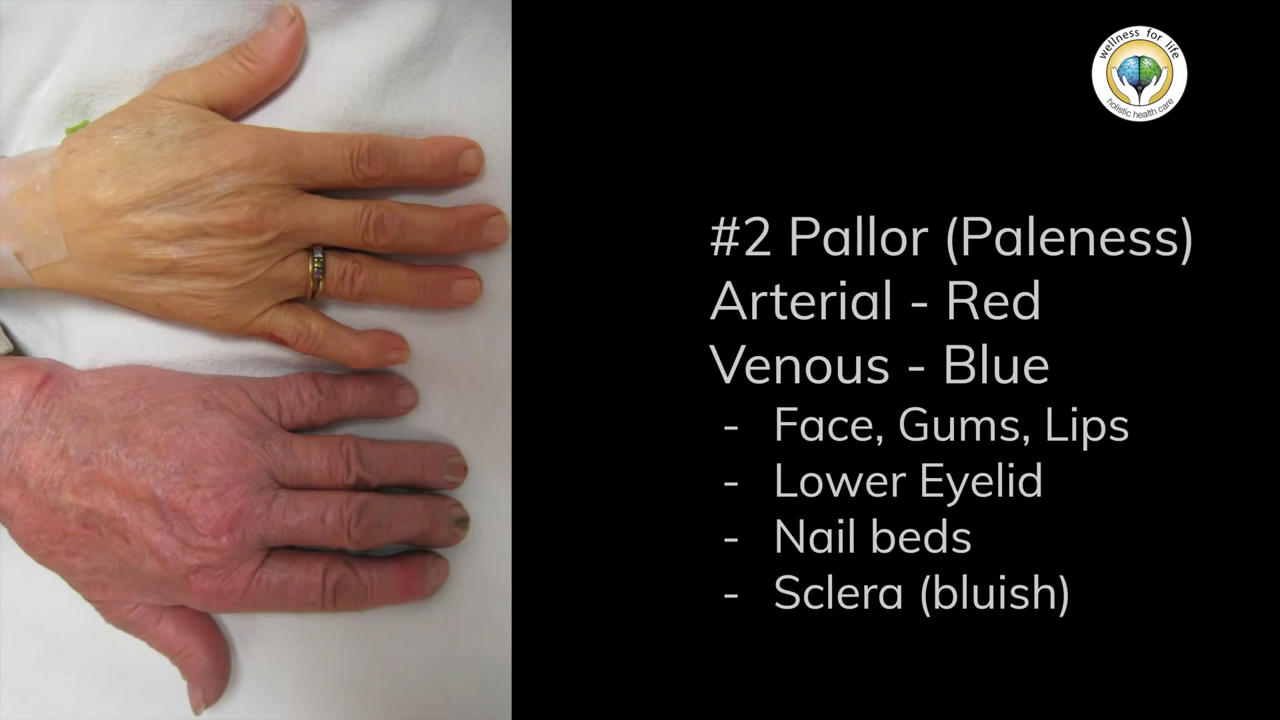 wellness for life
holistic health care
#2 Pallor (Paleness)
Arterial - Red
Venous - Blue
- Face, Gums, Lips
- Lower Eyelid
- Nail beds
- Sclera (bluish)